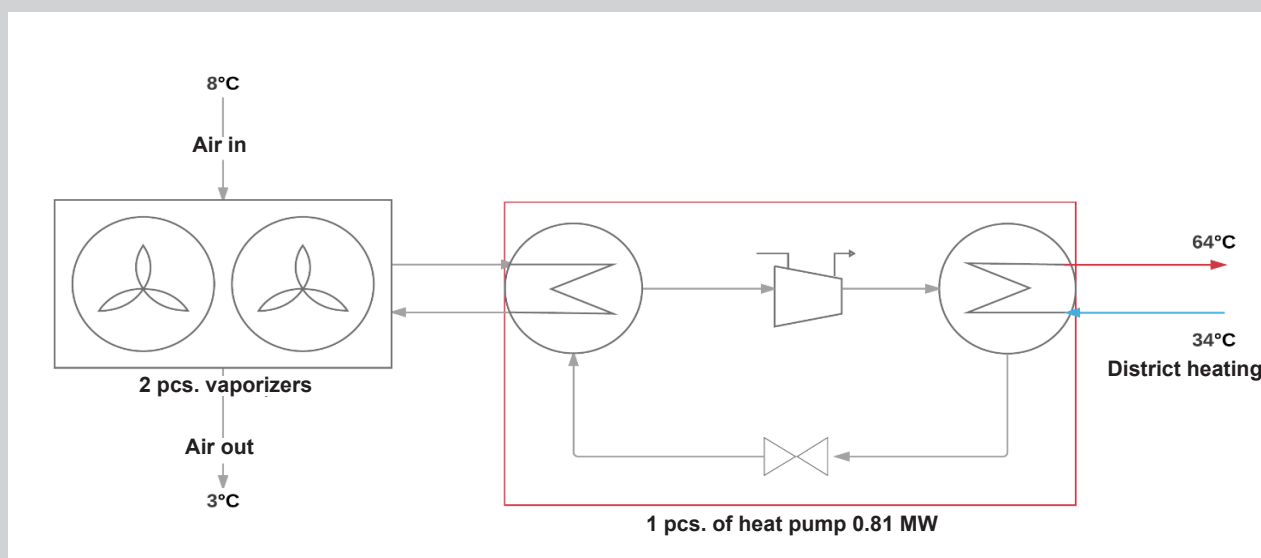 8°C
Air in
2 pcs. vaporizers
Air out
3°C
64°C
34°C
District heating
1 pcs. of heat pump 0.81 MW